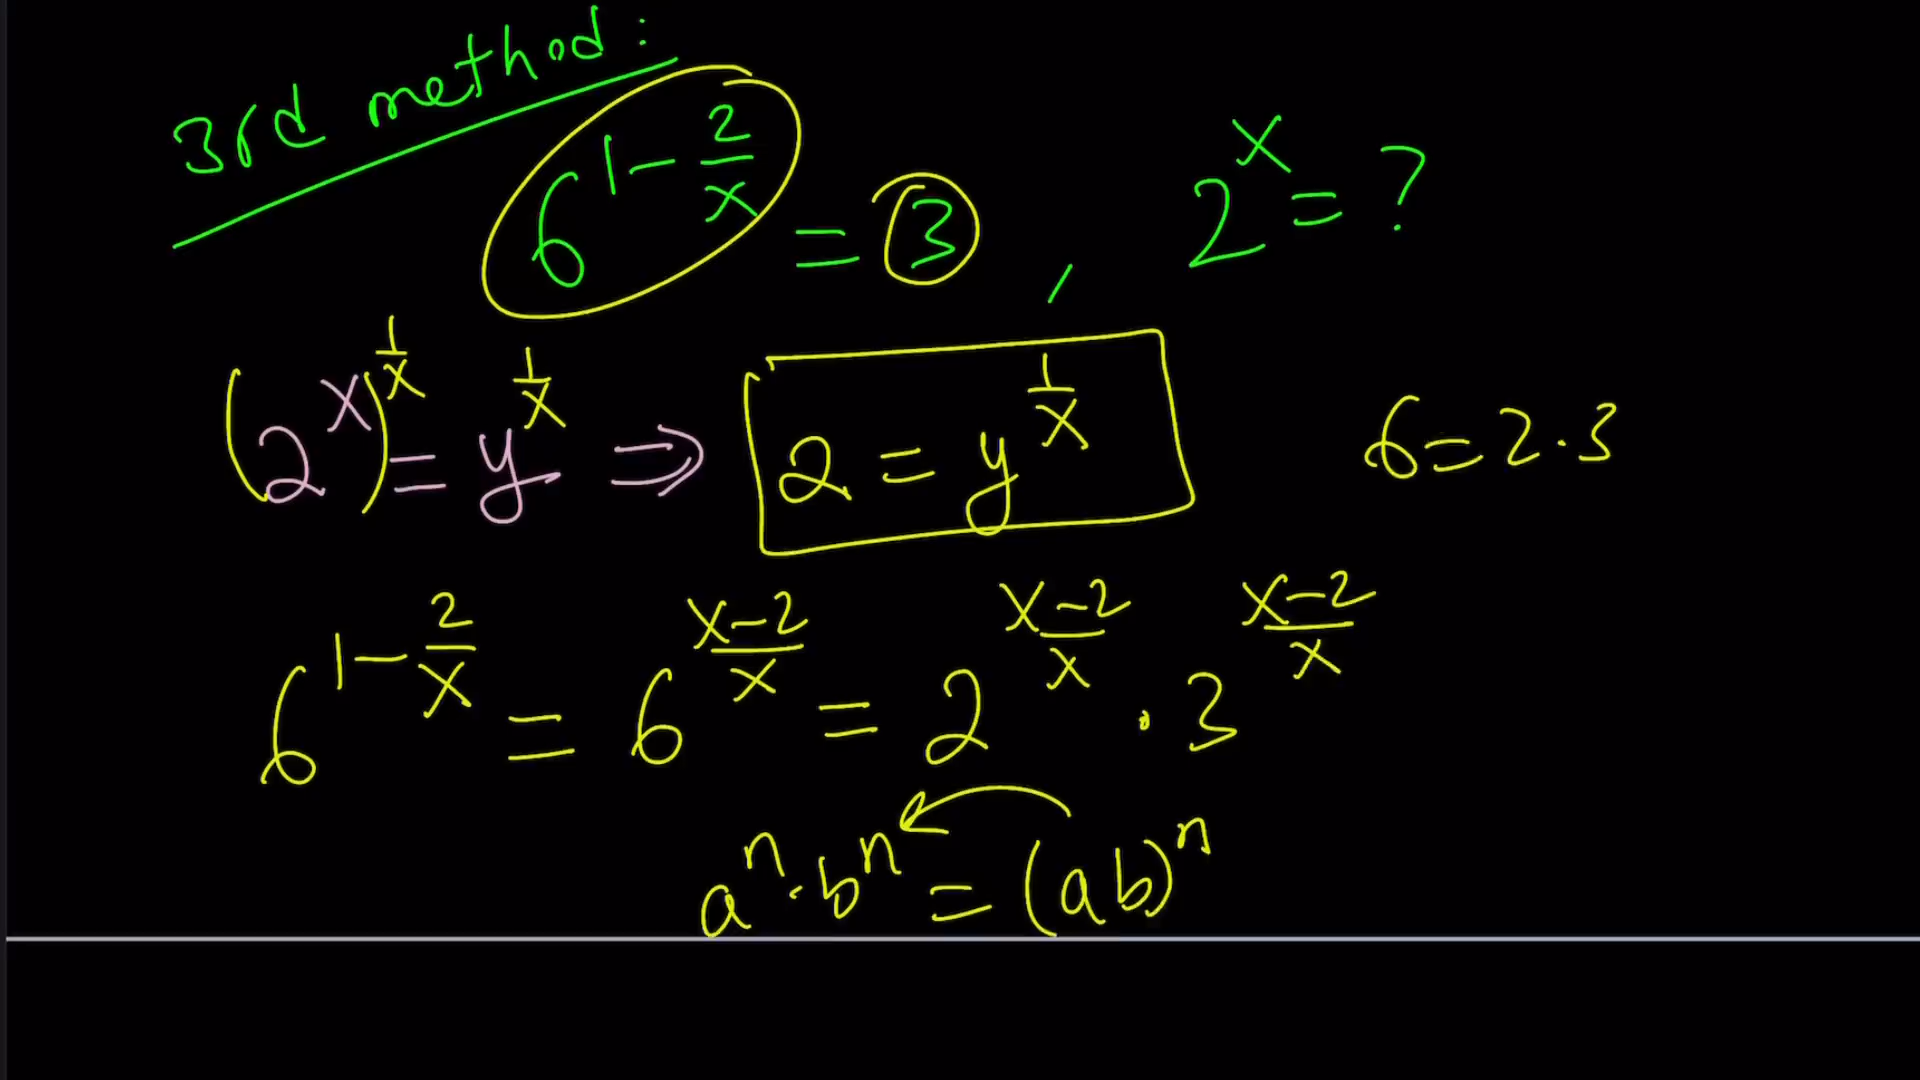 3rd method:
6^(1-2/x) = 3, 2^x = ?
(2^x)^(1/x) = y^(1/x) ⇒ 2 = y^(1/x) 6=2·3
6^(1-2/x) = 6^((x-2)/x) = 2^((x-2)/x) · 3^((x-2)/x)
a^n · b^n = (ab)^n